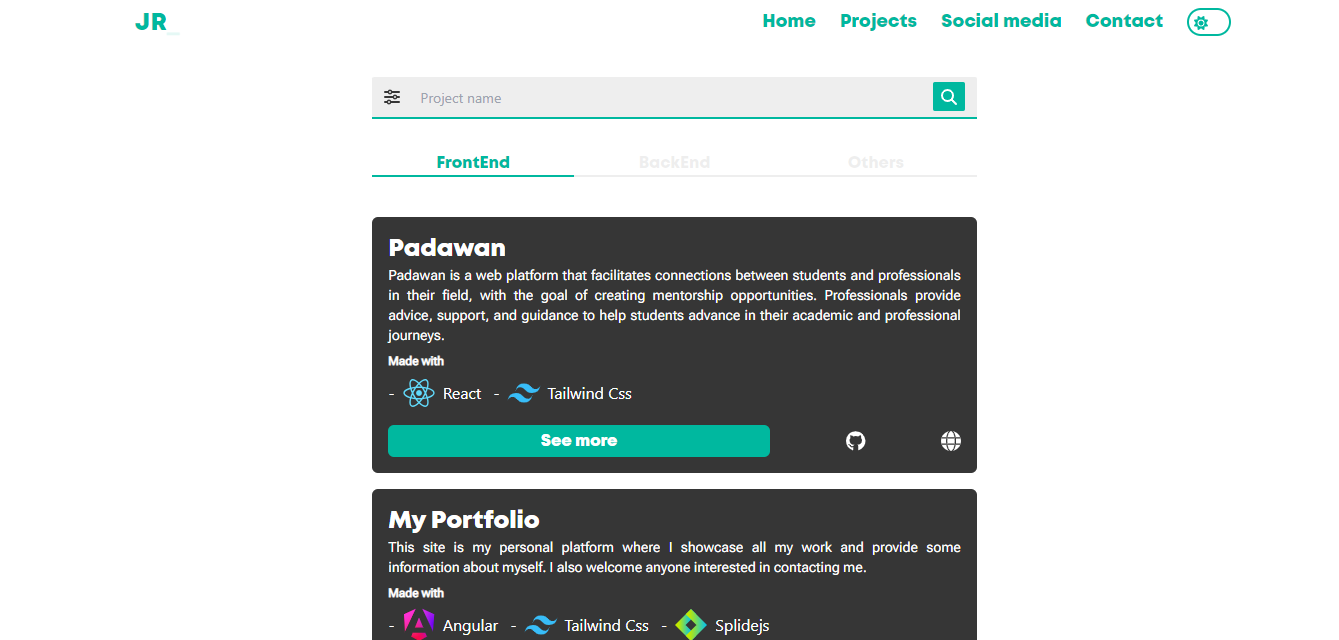 JR_
Home Projects Social media Contact
Project name
FrontEnd BackEnd Others
Padawan
Padawan is a web platform that facilitates connections between students and professionals
in their field, with the goal of creating mentorship opportunities. Professionals provide
advice, support, and guidance to help students advance in their academic and professional
journeys.
Made with
- React - Tailwind Css
See more
My Portfolio
This site is my personal platform where I showcase all my work and provide some
information about myself. I also welcome anyone interested in contacting me.
Made with
- Angular - Tailwind Css - Splidejs